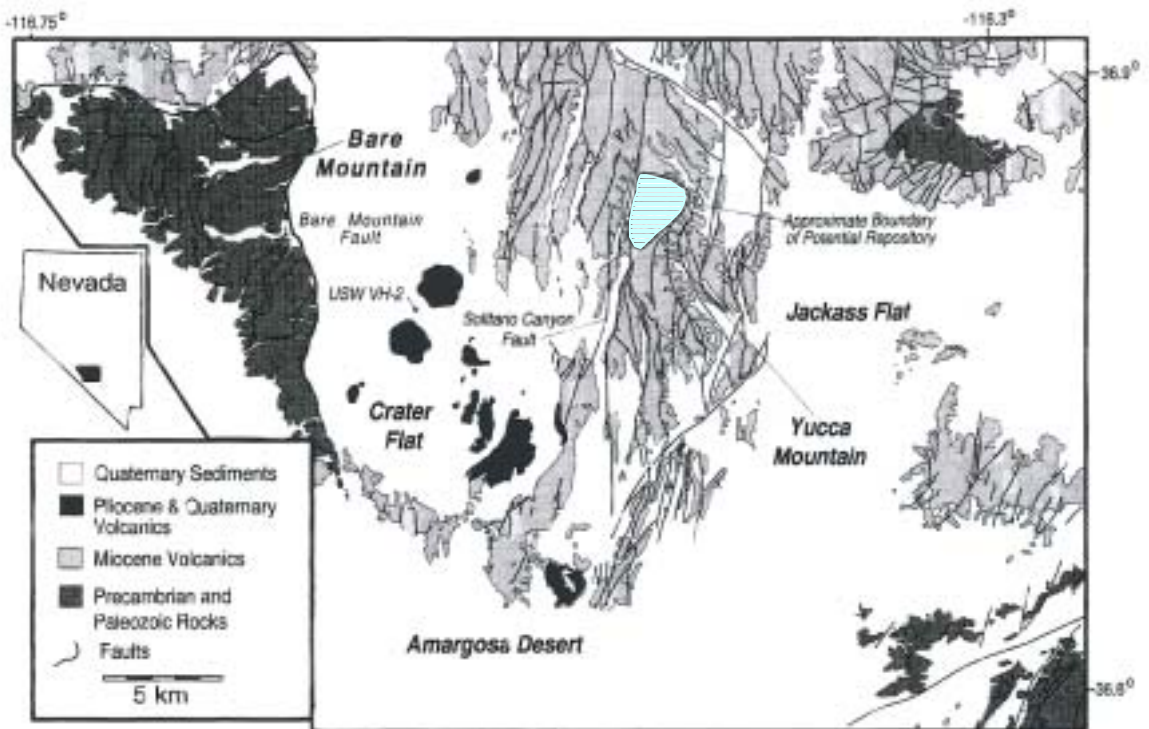 -116.75°
-116.3°
36.9°
Bare
Mountain
Bare Mountain
Fault
Approximate Boundary
of Potential Repository
Nevada
USW VH-2
Solitario Canyon
Fault
Jackass Flat
Crater
Flat
Yucca
Mountain
A
Quaternary Sediments
Pliocene & Quaternary
Volcanics
Miocene Volcanics
Precambrian and
Paleozoic Rocks
Faults
5 km
Amargosa Desert
36.6°